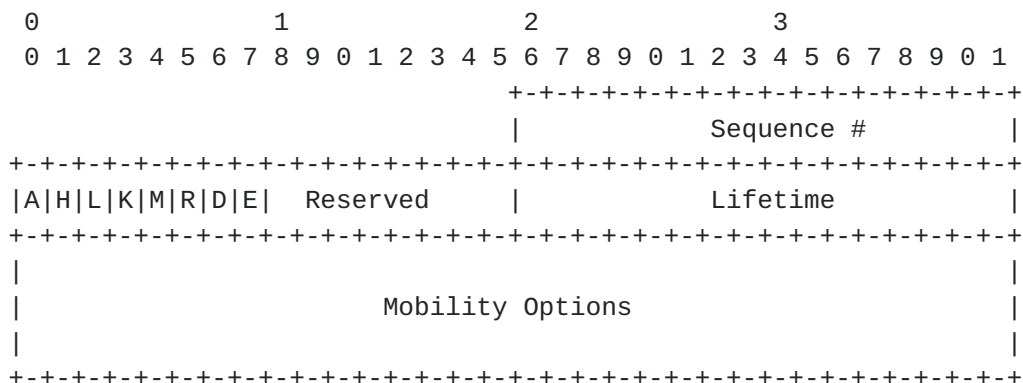 0                   1                   2                   3
0 1 2 3 4 5 6 7 8 9 0 1 2 3 4 5 6 7 8 9 0 1 2 3 4 5 6 7 8 9 0 1
                                +-+-+-+-+-+-+-+-+-+-+-+-+-+-+-+-+
                                |          Sequence #           |
+-+-+-+-+-+-+-+-+-+-+-+-+-+-+-+-+-+-+-+-+-+-+-+-+-+-+-+-+-+-+-+-+
|A|H|L|K|M|R|D|E|  Reserved     |            Lifetime           |
+-+-+-+-+-+-+-+-+-+-+-+-+-+-+-+-+-+-+-+-+-+-+-+-+-+-+-+-+-+-+-+-+
|                                                               |
|                       Mobility Options                        |
|                                                               |
+-+-+-+-+-+-+-+-+-+-+-+-+-+-+-+-+-+-+-+-+-+-+-+-+-+-+-+-+-+-+-+-+